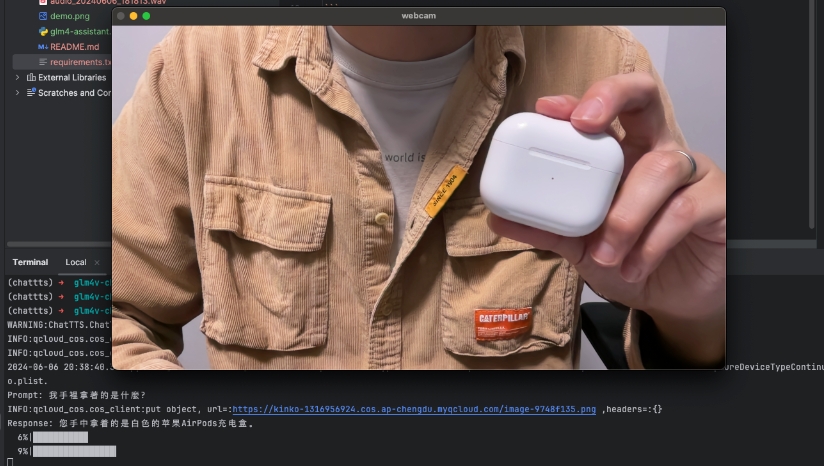 audio_20240606_181813.wav
webcam
demo.png
glm4-assistant.
README.md
requirements.tx
External Libraries
Scratches and Cor
world is
SINCE 1904
CATERPILLAR
Terminal Local ×
(chattts) → glm4v-c
(chattts) → glm4v-c
(chattts) → glm4v-c
WARNING:ChatTTS.Chat
INFO:qcloud_cos.cos_
INFO:qcloud_cos.cos_
2024-06-06 20:38:40. ureDeviceTypeContinu
o.plist.
Prompt: 我手裡拿著的是什麼?
INFO:qcloud_cos.cos_client:put object, url=:https://kinko-1316956924.cos.ap-chengdu.myqcloud.com/image-9748f135.png ,headers=:{}
Response: 您手中拿着的是白色的苹果AirPods充电盒。
6%|
9%|